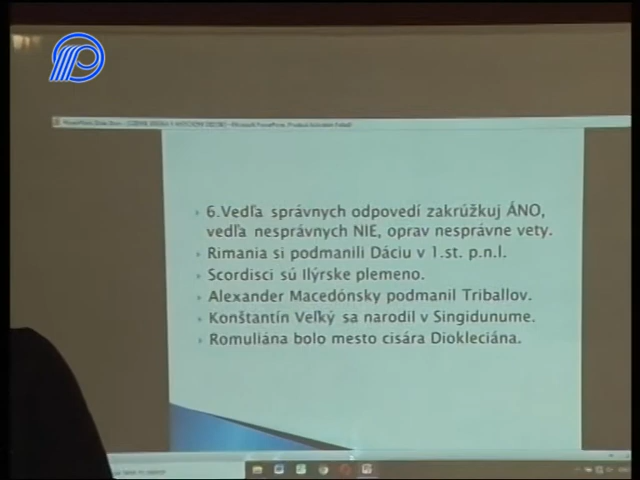 6.Vedľa správnych odpovedí zakrúžkuj ÁNO,
vedľa nesprávnych NIE, oprav nesprávne vety.
Rimania si podmanili Dáciu v 1.st. p.n.l.
Scordisci sú Ilýrske plemeno.
Alexander Macedónsky podmanil Triballov.
Konštantín Veľký sa narodil v Singidunume.
Romuliána bolo mesto cisára Diokleciána.